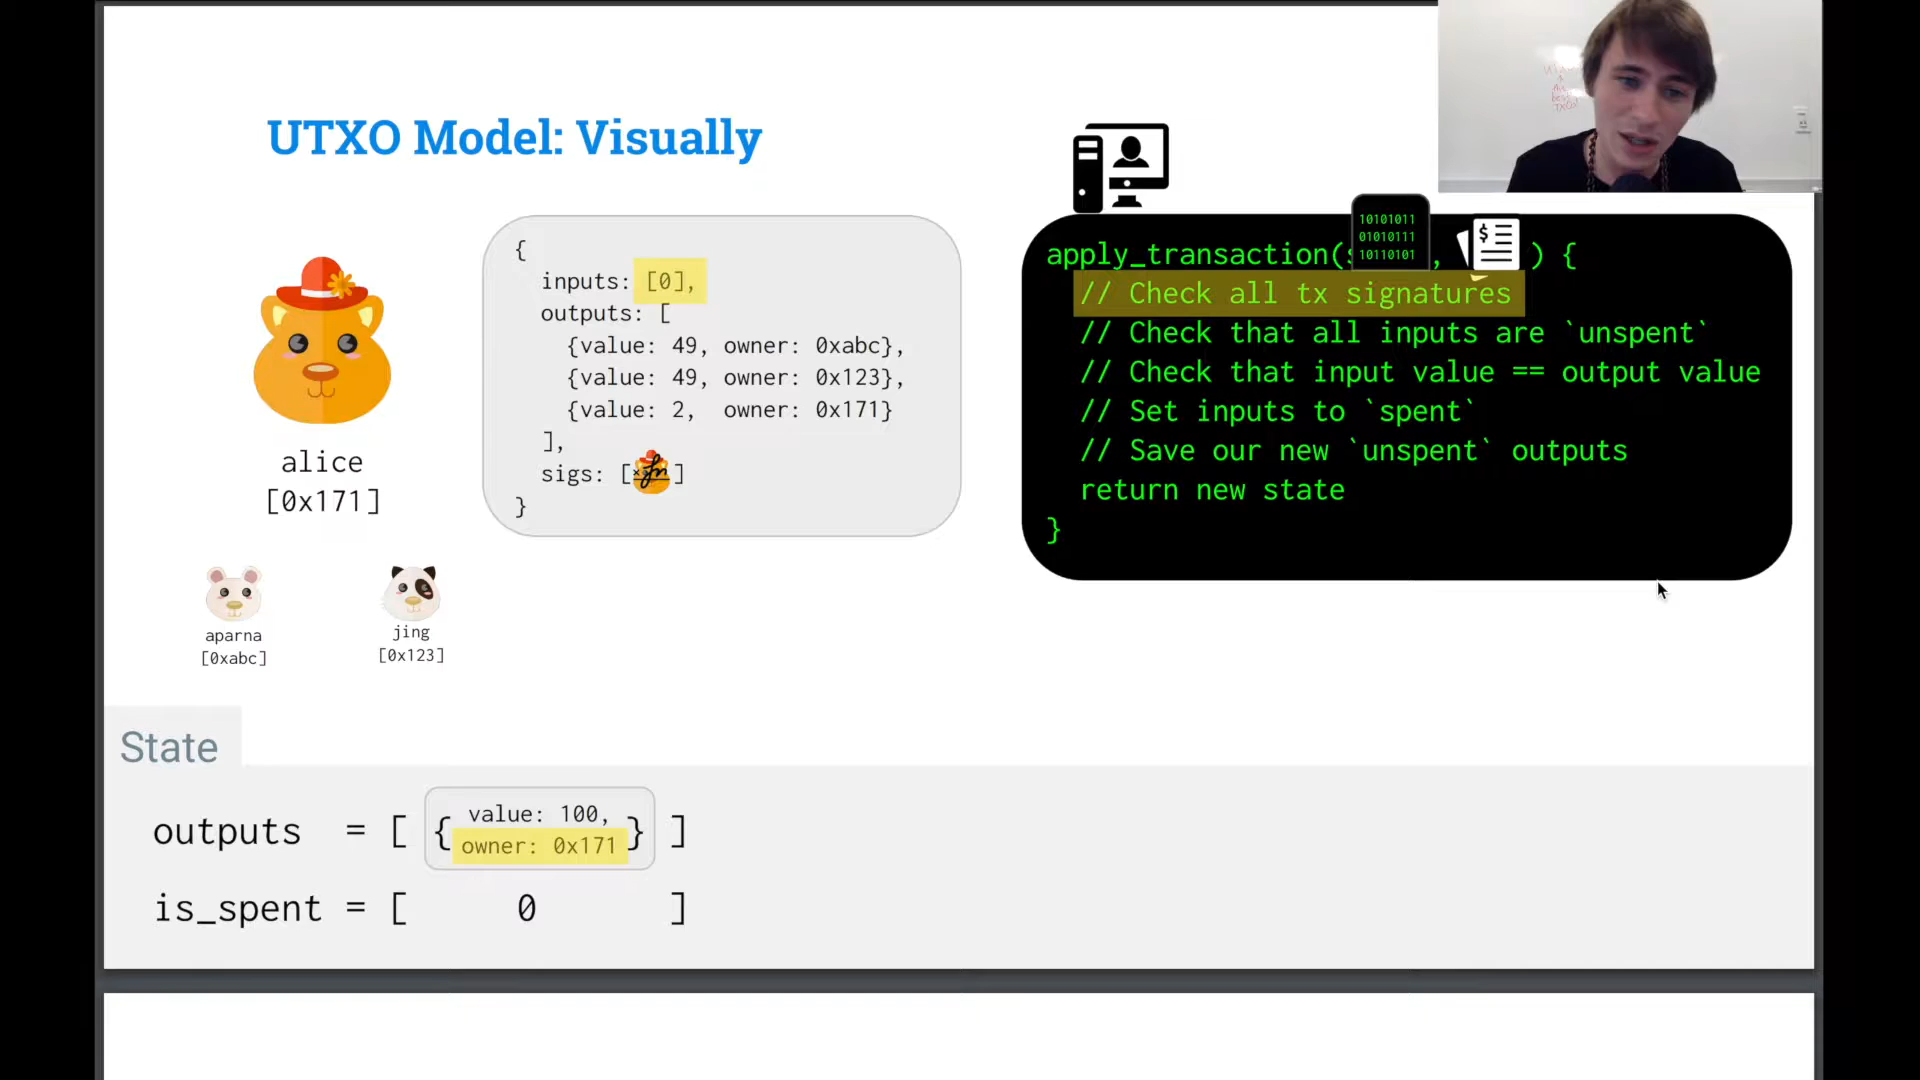 UTXO Model: Visually
{
inputs: [0],
outputs: [
{value: 49, owner: 0xabc},
{value: 49, owner: 0x123},
{value: 2, owner: 0x171}
],
sigs: [ ]
}
alice
[0x171]
aparna
[0xabc]
jing
[0x123]
10101011
01010111
10110101
$
apply_transaction(s , ) {
// Check all tx signatures
// Check that all inputs are `unspent`
// Check that input value == output value
// Set inputs to `spent`
// Save our new `unspent` outputs
return new state
}
State
outputs = [ { value: 100,
owner: 0x171 } ]
is_spent = [ 0 ]